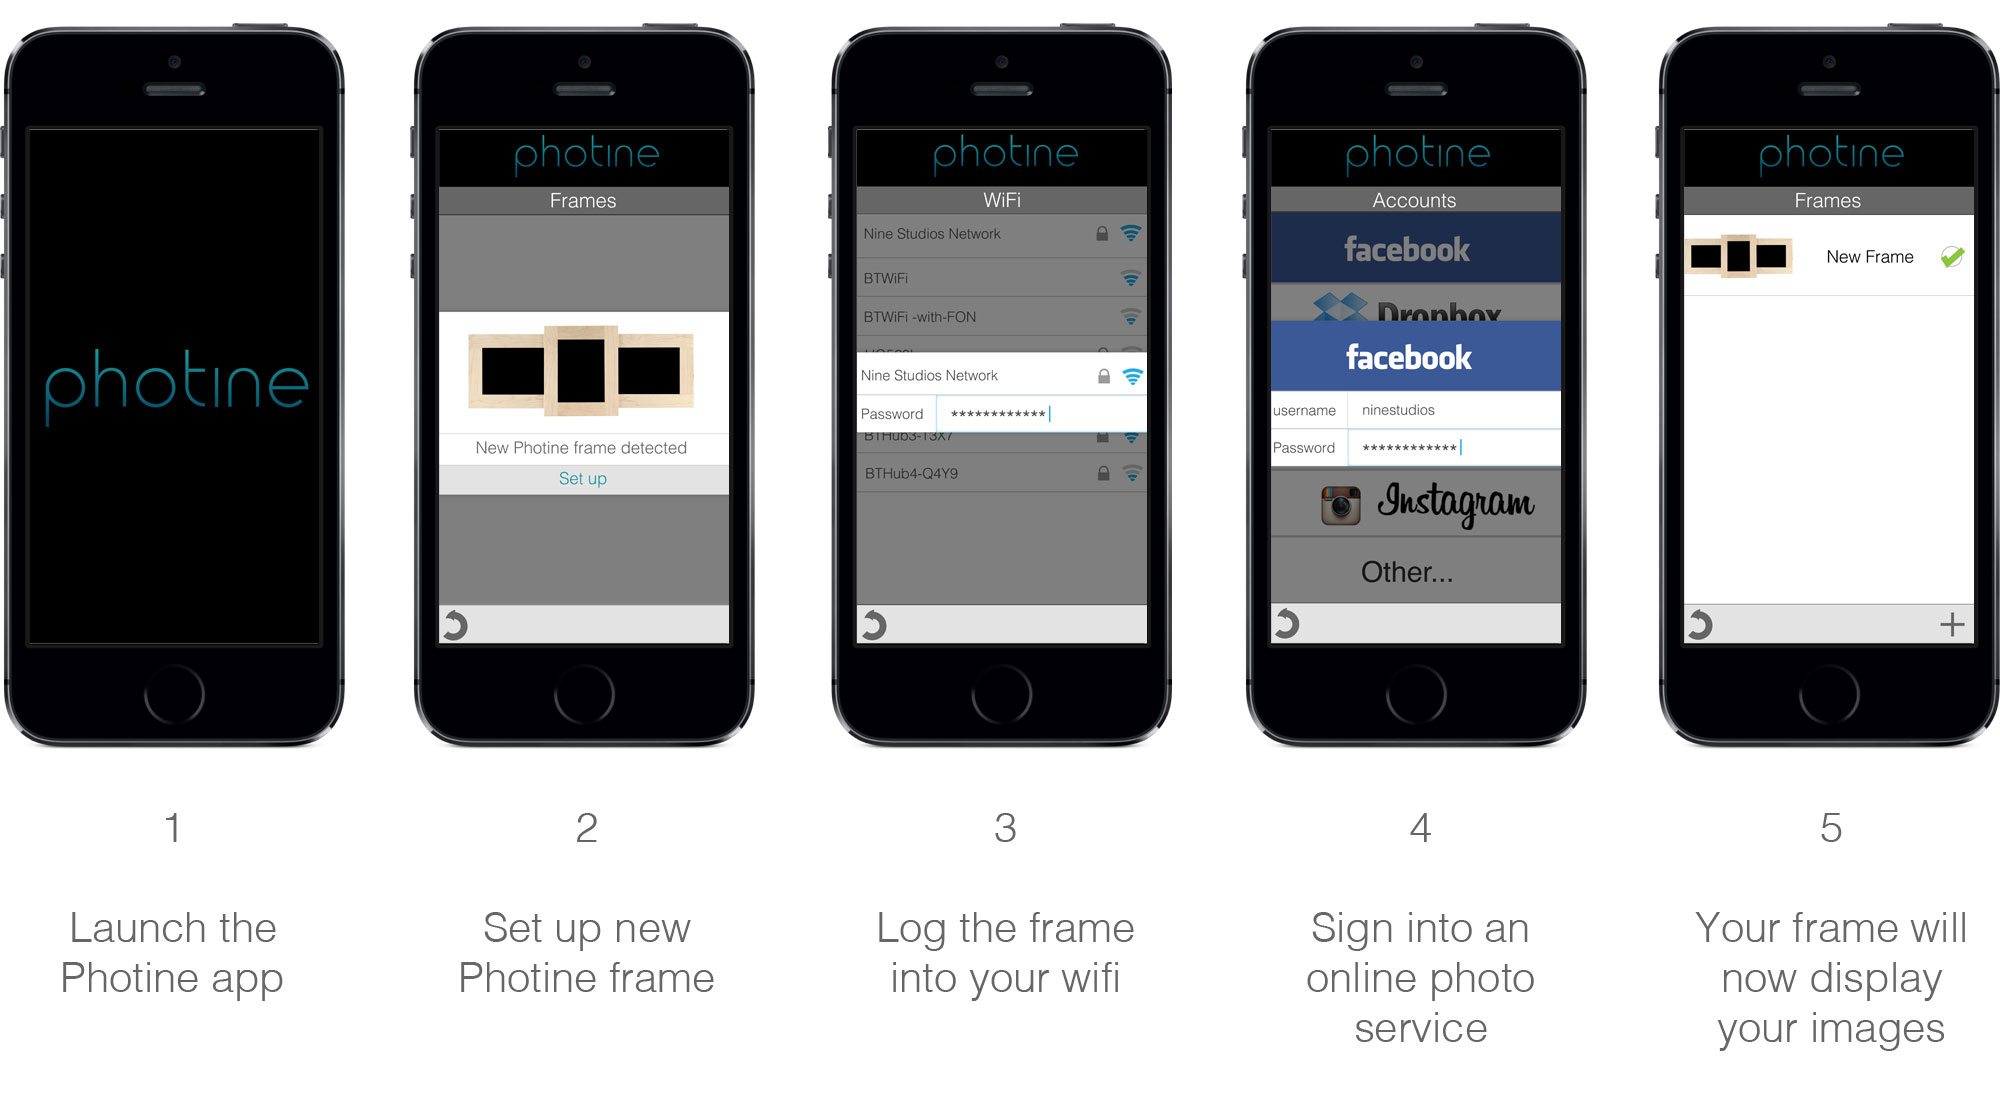 photine
photine
Frames
New Photine frame detected
Set up
photine
WiFi
Nine Studios Network
BTWiFi
BTWiFi -with-FON
Nine Studios Network
Password ************
BTHub3-13X7
BTHub4-Q4Y9
photine
Accounts
facebook
Dropbox
facebook
username ninestudios
Password ************
Instagram
Other...
photine
Frames
New Frame
1
Launch the
Photine app
2
Set up new
Photine frame
3
Log the frame
into your wifi
4
Sign into an
online photo
service
5
Your frame will
now display
your images